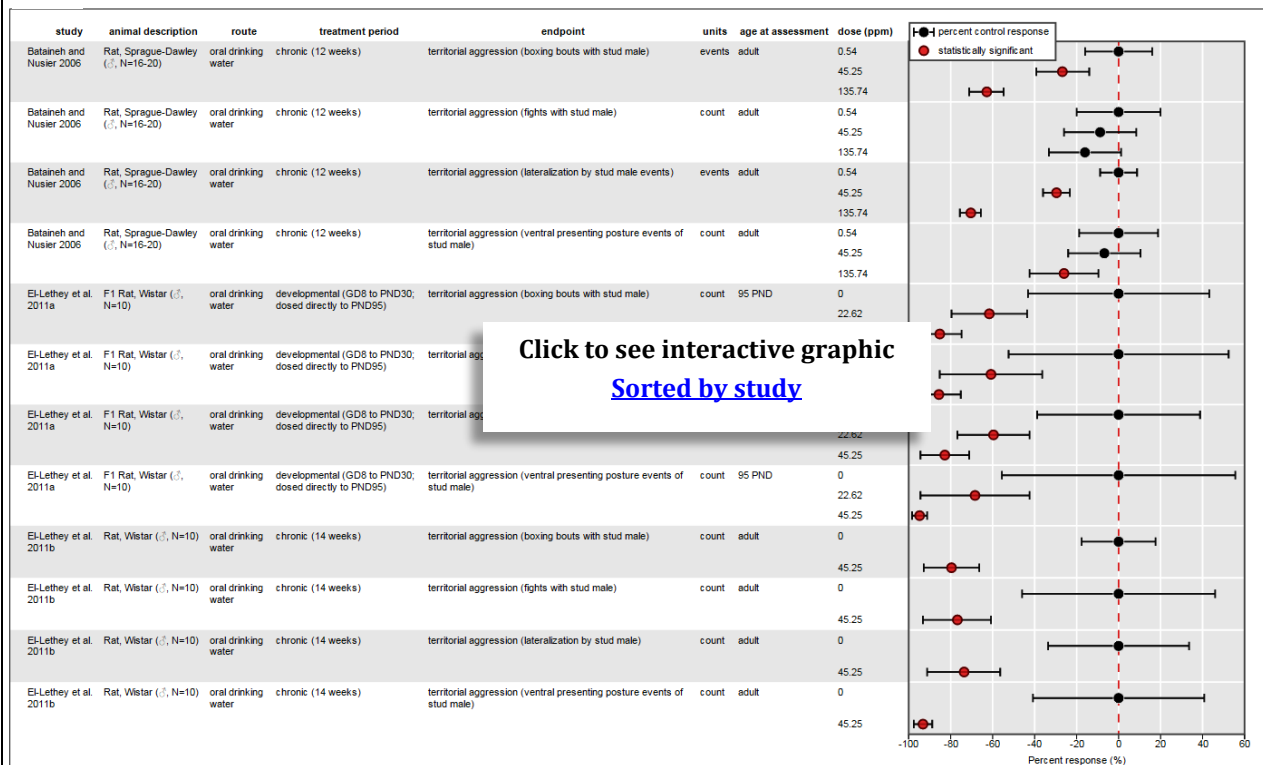 study animal description route treatment period endpoint units age at assessment dose (ppm)
percent control response
statistically significant
Bataineh and Rat, Sprague-Dawley oral drinking chronic (12 weeks) territorial aggression (boxing bouts with stud male) events adult 0.54
Nusier 2006 (♂, N=16-20) water
45.25
135.74
Bataineh and Rat, Sprague-Dawley oral drinking chronic (12 weeks) territorial aggression (fights with stud male) count adult 0.54
Nusier 2006 (♂, N=16-20) water
45.25
135.74
Bataineh and Rat, Sprague-Dawley oral drinking chronic (12 weeks) territorial aggression (lateralization by stud male events) events adult 0.54
Nusier 2006 (♂, N=16-20) water
45.25
135.74
Bataineh and Rat, Sprague-Dawley oral drinking chronic (12 weeks) territorial aggression (ventral presenting posture events of count adult 0.54
Nusier 2006 (♂, N=16-20) water stud male)
45.25
135.74
El-Lethey et al. F1 Rat, Wistar (♂, oral drinking developmental (GD8 to PND30; territorial aggression (boxing bouts with stud male) count 95 PND 0
2011a N=10) water dosed directly to PND95)
22.62
Click to see interactive graphic
Sorted by study
El-Lethey et al. F1 Rat, Wistar (♂, oral drinking developmental (GD8 to PND30; territorial
2011a N=10) water dosed directly to PND95)
El-Lethey et al. F1 Rat, Wistar (♂, oral drinking developmental (GD8 to PND30; territorial
2011a N=10) water dosed directly to PND95)
22.62
45.25
El-Lethey et al. F1 Rat, Wistar (♂, oral drinking developmental (GD8 to PND30; territorial aggression (ventral presenting posture events of count 95 PND 0
2011a N=10) water dosed directly to PND95) stud male)
22.62
45.25
El-Lethey et al. Rat, Wistar (♂, N=10) oral drinking chronic (14 weeks) territorial aggression (boxing bouts with stud male) count adult 0
2011b water
45.25
El-Lethey et al. Rat, Wistar (♂, N=10) oral drinking chronic (14 weeks) territorial aggression (fights with stud male) count adult 0
2011b water
45.25
El-Lethey et al. Rat, Wistar (♂, N=10) oral drinking chronic (14 weeks) territorial aggression (lateralization by stud male) count adult 0
2011b water
45.25
El-Lethey et al. Rat, Wistar (♂, N=10) oral drinking chronic (14 weeks) territorial aggression (ventral presenting posture events of count adult 0
2011b water stud male)
45.25
-100 -80 -60 -40 -20 0 20 40 60
Percent response (%)